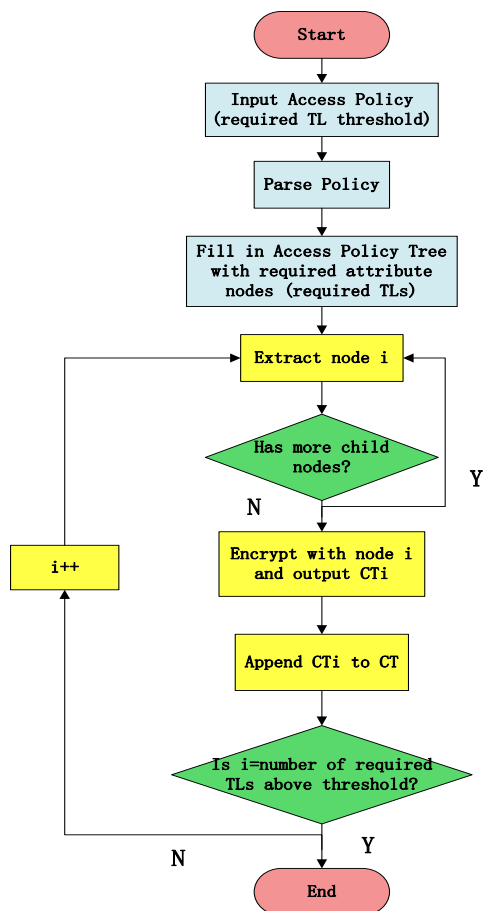 Start
Input Access Policy
(required TL threshold)
Parse Policy
Fill in Access Policy Tree
with required attribute
nodes (required TLs)
Extract node i
Has more child
nodes?
Y
N
Encrypt with node i
and output CTi
i++
Append CTi to CT
Is i=number of required
TLs above threshold?
Y
N
End